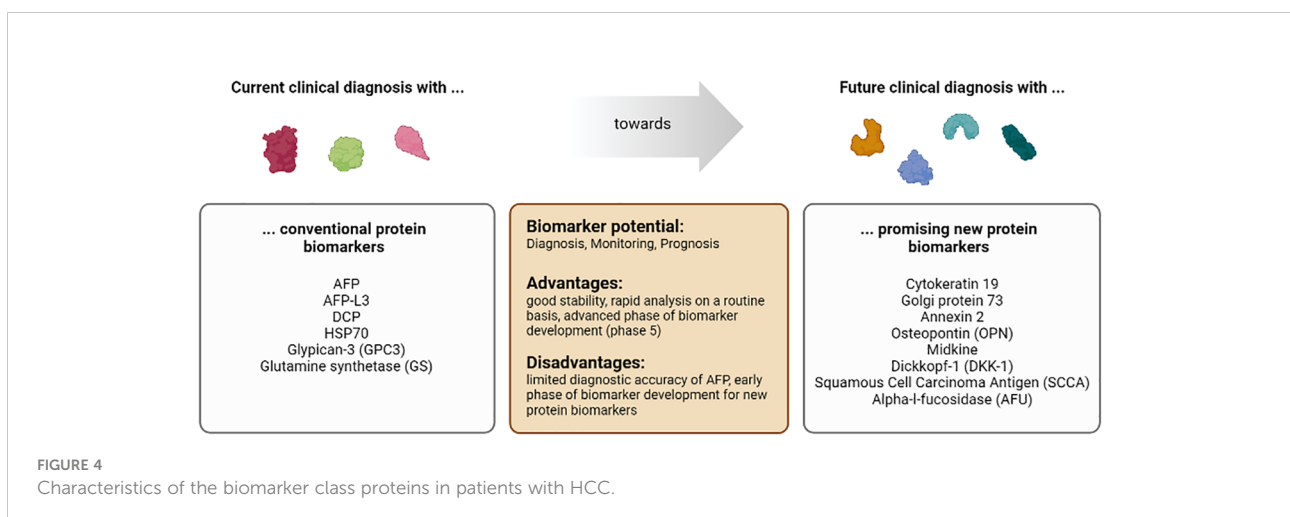 Current clinical diagnosis with ...
towards
Future clinical diagnosis with ...
... conventional protein
biomarkers
AFP
AFP-L3
DCP
HSP70
Glypican-3 (GPC3)
Glutamine synthetase (GS)
Biomarker potential:
Diagnosis, Monitoring, Prognosis
Advantages:
good stability, rapid analysis on a routine
basis, advanced phase of biomarker
development (phase 5)
Disadvantages:
limited diagnostic accuracy of AFP, early
phase of biomarker development for new
protein biomarkers
... promising new protein
biomarkers
Cytokeratin 19
Golgi protein 73
Annexin 2
Osteopontin (OPN)
Midkine
Dickkopf-1 (DKK-1)
Squamous Cell Carcinoma Antigen (SCCA)
Alpha-l-fucosidase (AFU)
FIGURE 4
Characteristics of the biomarker class proteins in patients with HCC.